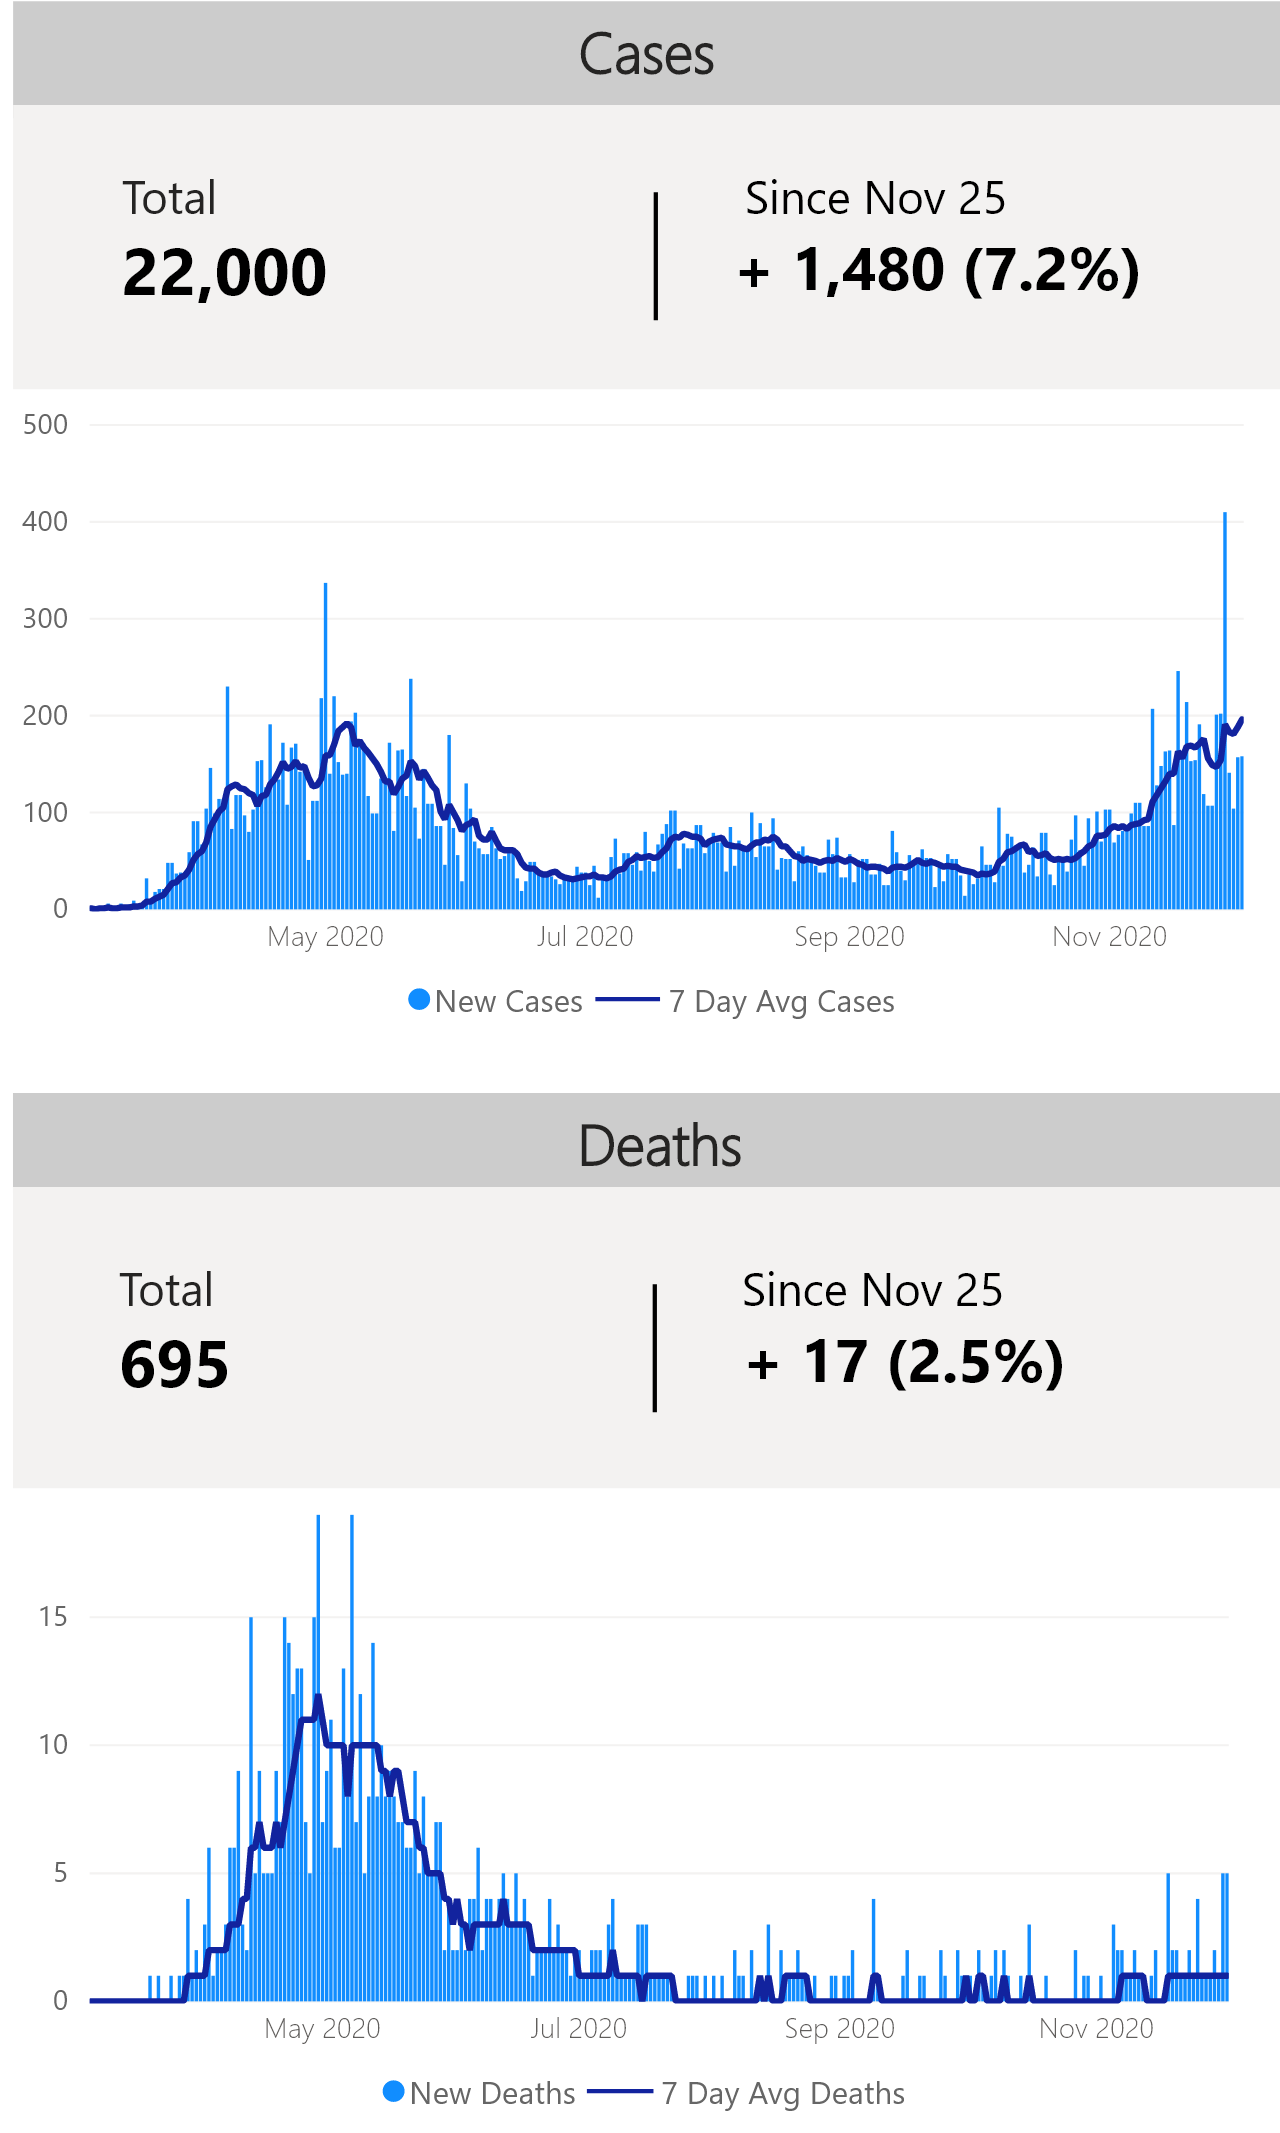 Cases
Total
Since Nov 25
22,000
+ 1,480 (7.2%)
500
400
300
200
100
0
May 2020
Jul 2020
Sep 2020
Nov 2020
New Cases
7 Day Avg Cases
Deaths
Total
Since Nov 25
695
+ 17 (2.5%)
15
10
5
0
May 2020
Jul 2020
Sep 2020
Nov 2020
New Deaths
7 Day Avg Deaths